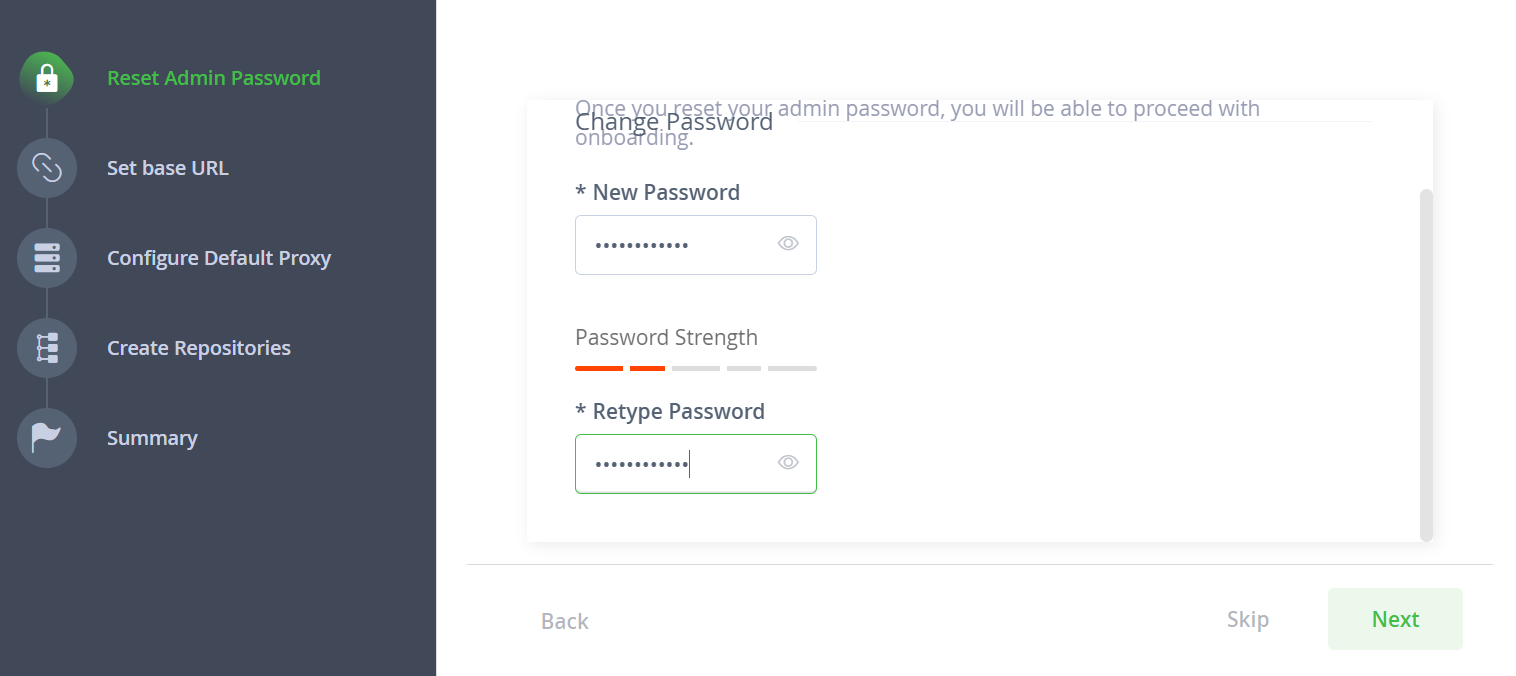 Reset Admin Password
Set base URL
Configure Default Proxy
Create Repositories
Summary
Once you reset your admin password, you will be able to proceed with
onboarding.
Change Password
* New Password
••••••••••••
Password Strength
* Retype Password
••••••••••••
Back
Skip
Next